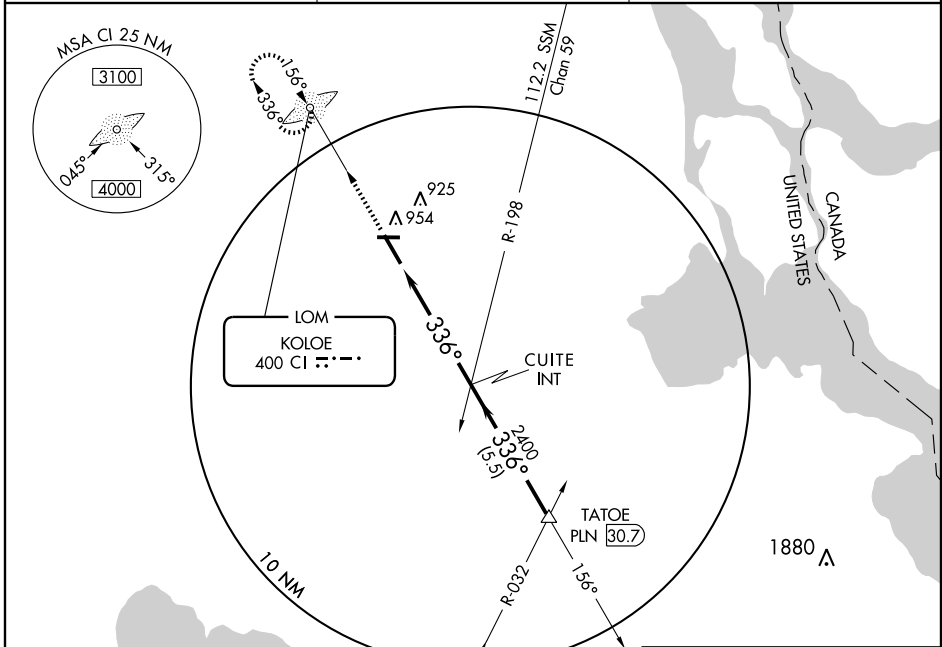 MSA CI 25 NM
3100
045°
315°
4000
156°
336°
112.2 SSM
Chan 59
R-198
925
954
LOM
KOLOE
400 CI
336°
CUITE
INT
2400
336°
(5.5)
TATOE
PLN 30.7
R-032
156°
10 NM
1880
CANADA
UNITED STATES